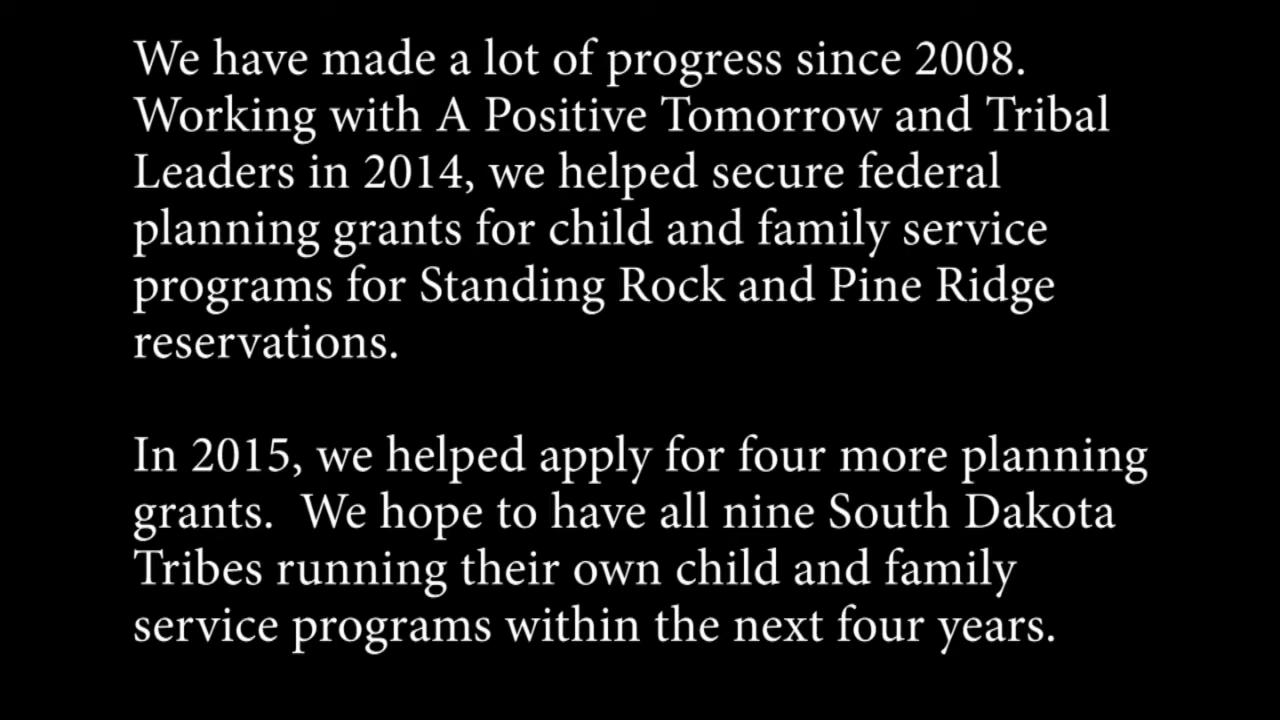 We have made a lot of progress since 2008.
Working with A Positive Tomorrow and Tribal
Leaders in 2014, we helped secure federal
planning grants for child and family service
programs for Standing Rock and Pine Ridge
reservations.
In 2015, we helped apply for four more planning
grants.  We hope to have all nine South Dakota
Tribes running their own child and family
service programs within the next four years.